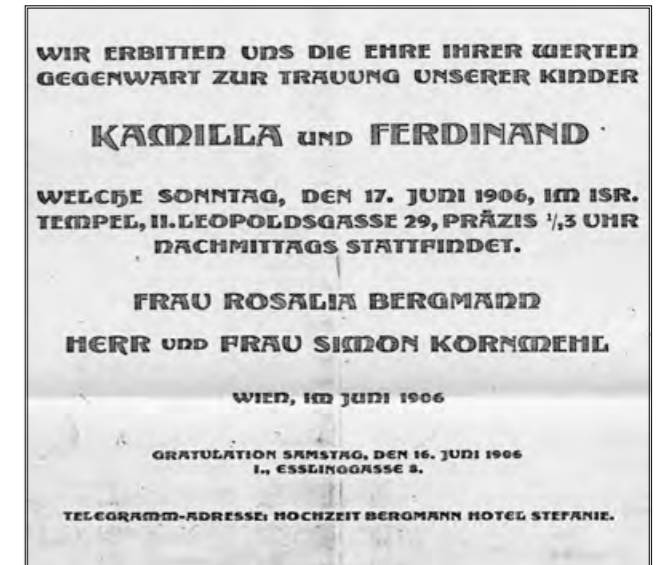 WIR ERBITTEN UNS DIE EHRE IHRER WERTEN
GEGENWART ZUR TRAUUNG UNSERER KINDER
KAMILLA UND FERDINAND
WELCHE SONNTAG, DEN 17. JUNI 1906, IM ISR.
TEMPEL, II. LEOPOLDSGASSE 29, PRÄZIS ½3 UHR
NACHMITTAGS STATTFINDET.
FRAU ROSALIA BERGMANN
HERR UND FRAU SIMON KORNMEHL
WIEN, IM JUNI 1906
GRATULATION SAMSTAG, DEN 16. JUNI 1906
I., ESSLINGGASSE 8.
TELEGRAMM-ADRESSE: HOCHZEIT BERGMANN HOTEL STEFANIE.